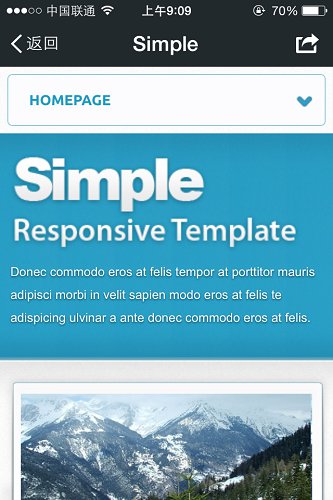 中国联通 上午9:09 70%
返回 Simple
HOMEPAGE
Simple
Responsive Template
Donec commodo eros at felis tempor at porttitor mauris
adipisci morbi in velit sapien modo eros at felis te
adispicing ulvinar a ante donec commodo eros at felis.